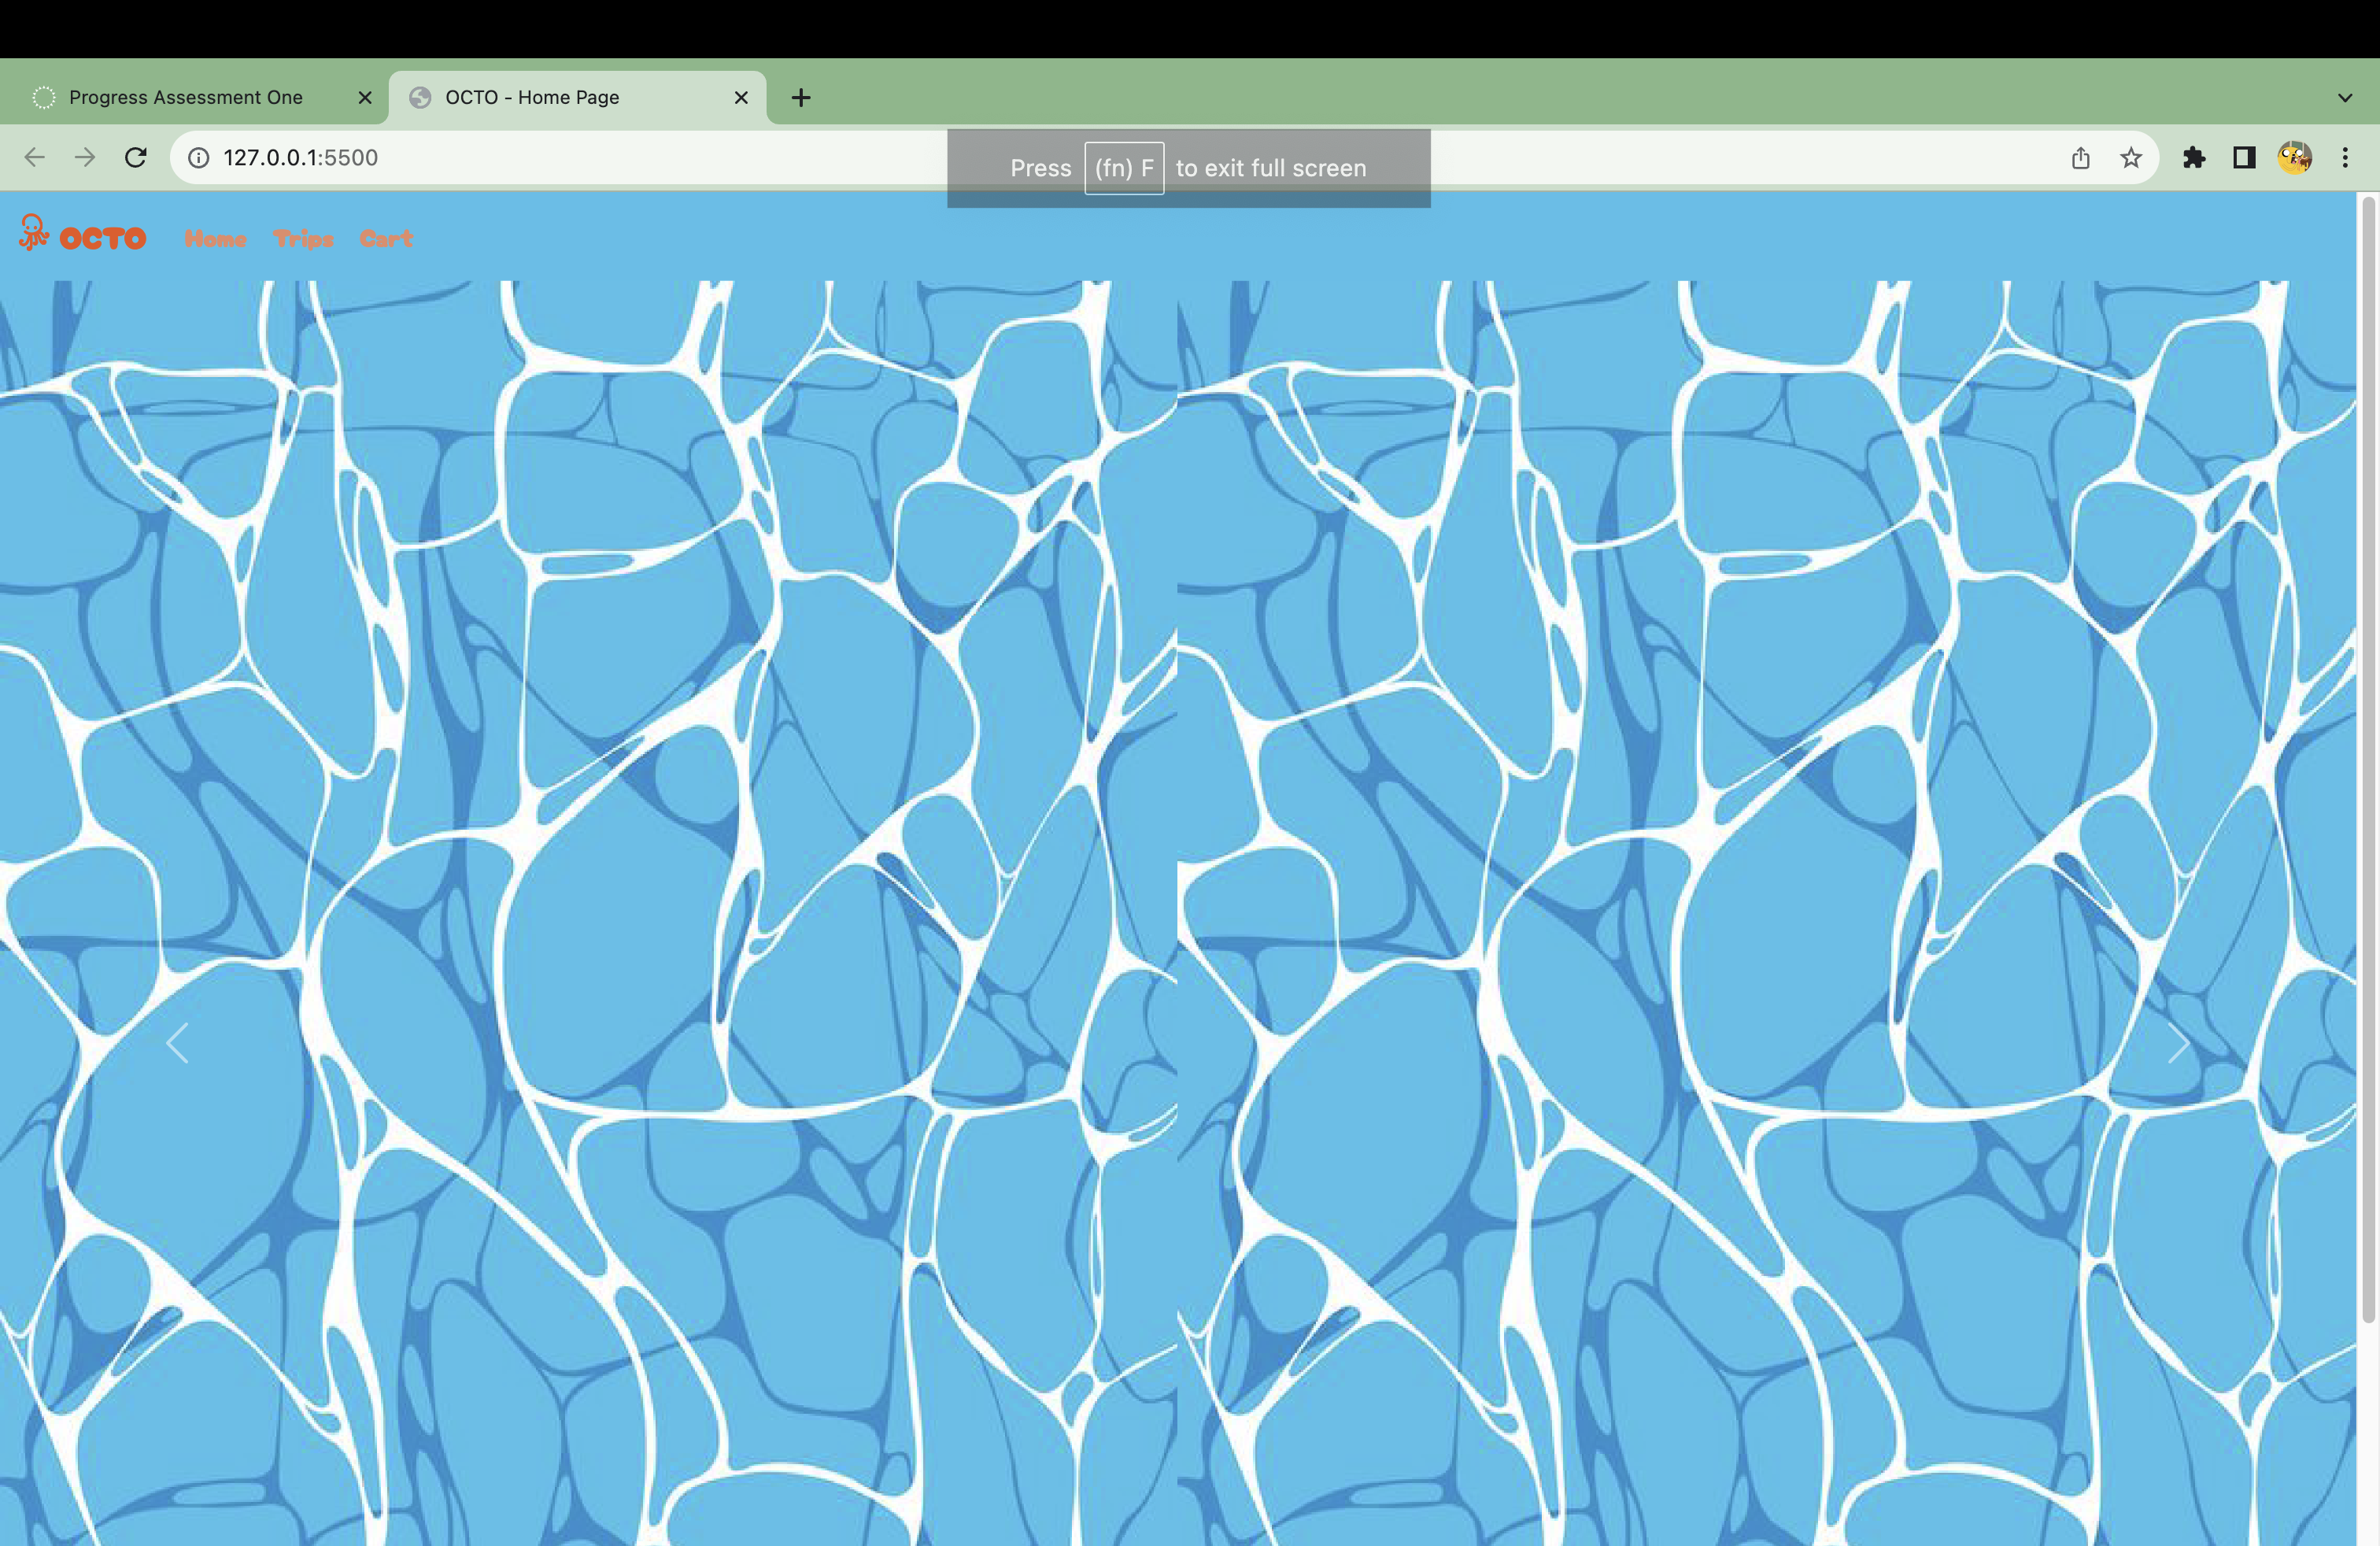 Progress Assessment One
OCTO - Home Page
127.0.0.1:5500
Press (fn) F to exit full screen
OCTO Home Trips Cart